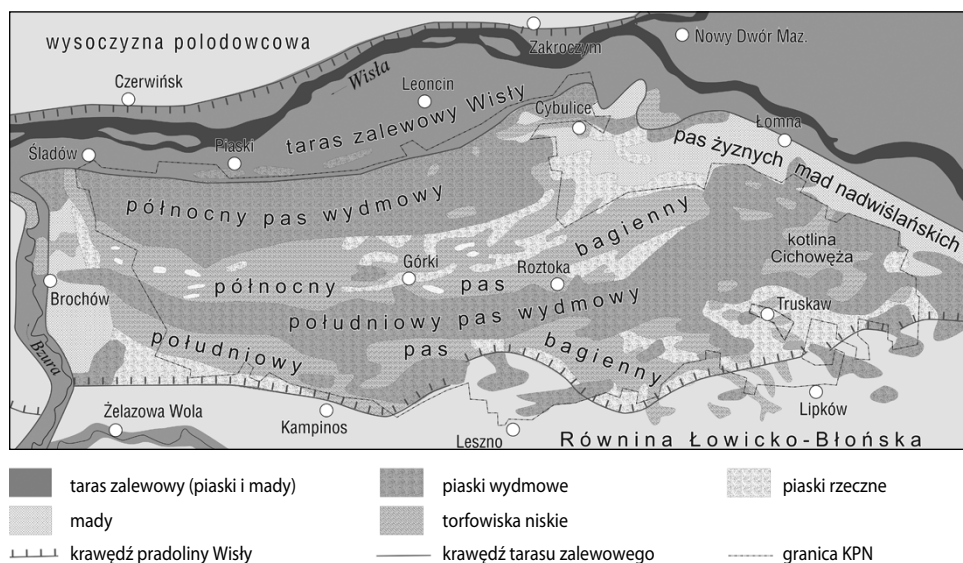 wysoczyzna polodowcowa
Zakroczym
Nowy Dwór Maz.
Czerwińsk
Wisła
Leoncin
taras zalewowy Wisły
Cybulice
Łomna
Śladów
Piaski
pas żyznych mad nadwiślańskich
północny pas wydmowy
kotlina
Cichowęża
Górki
Roztoka
północny pas bagienny
Brochów
południowy pas wydmowy
Truskaw
południowy pas bagienny
Bzura
Żelazowa Wola
Kampinos
Leszno
Lipków
Równina Łowicko-Błońska
taras zalewowy (piaski i mady)
piaski wydmowe
piaski rzeczne
mady
torfowiska niskie
krawędź pradoliny Wisły
krawędź tarasu zalewowego
granica KPN